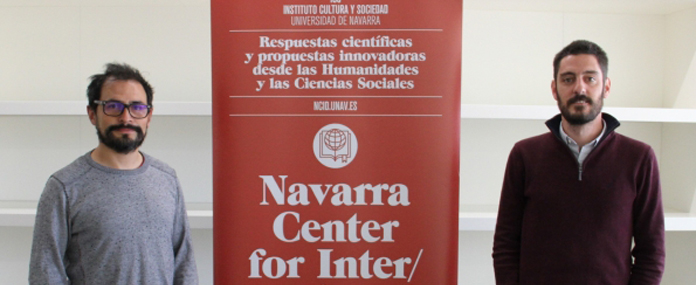 INSTITUTO CULTURA Y SOCIEDAD
UNIVERSIDAD DE NAVARRA
Respuestas científicas
y propuestas innovadoras
desde las Humanidades
y las Ciencias Sociales
NCID.UNAV.ES
Navarra
Center
for Inter/